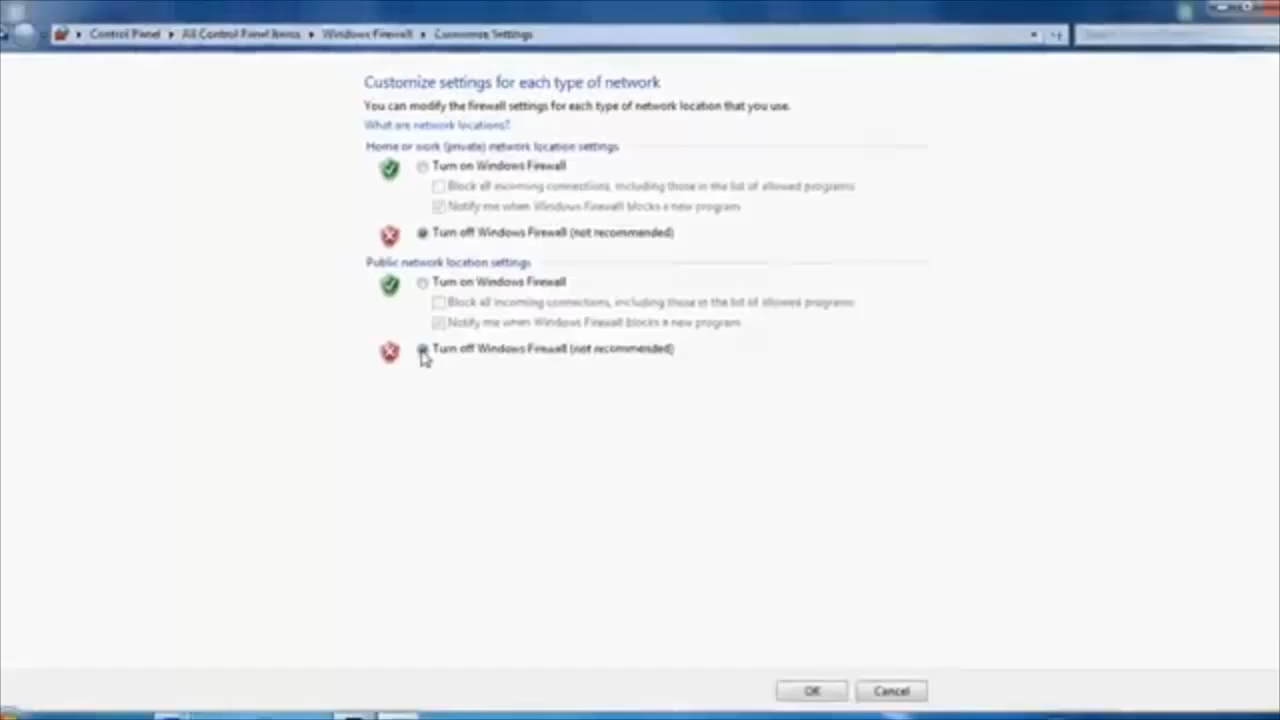 Control Panel ▸ All Control Panel Items ▸ Windows Firewall ▸ Customize Settings
Customize settings for each type of network
You can modify the firewall settings for each type of network location that you use.
What are network locations?
Home or work (private) network location settings
Turn on Windows Firewall
Block all incoming connections, including those in the list of allowed programs
Notify me when Windows Firewall blocks a new program
Turn off Windows Firewall (not recommended)
Public network location settings
Turn on Windows Firewall
Block all incoming connections, including those in the list of allowed programs
Notify me when Windows Firewall blocks a new program
Turn off Windows Firewall (not recommended)
OK Cancel